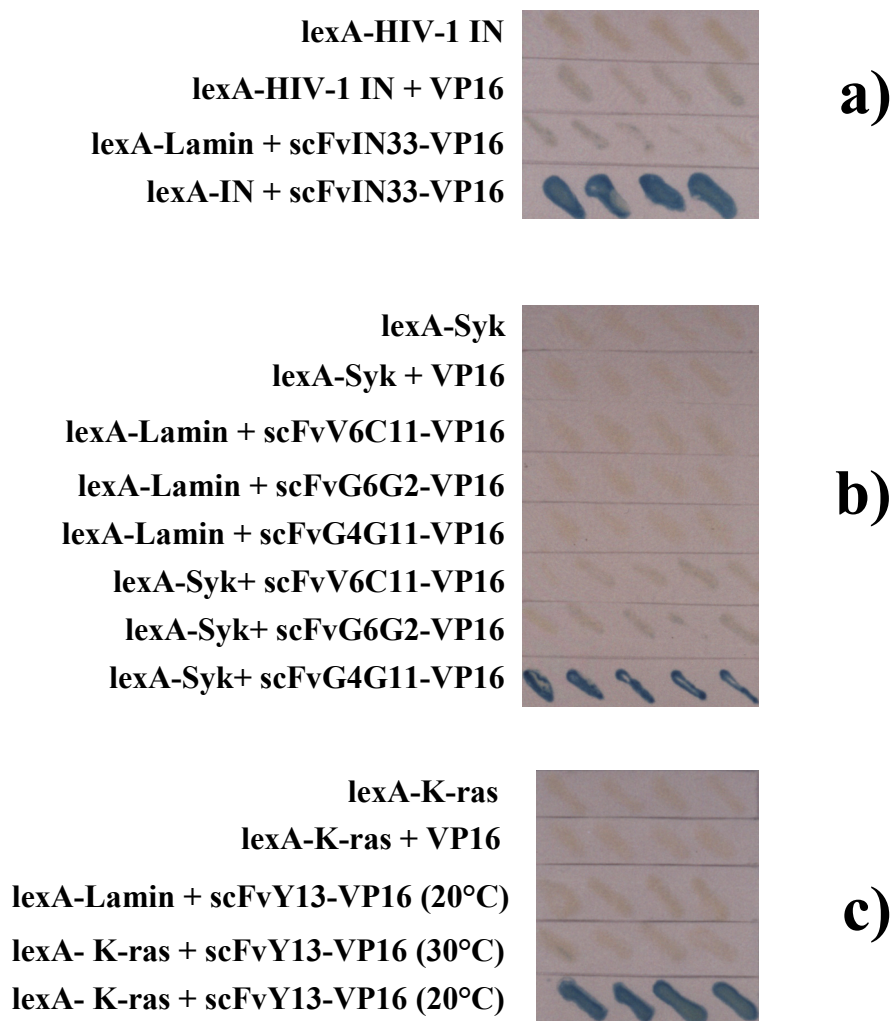 lexA-HIV-1 IN
lexA-HIV-1 IN + VP16
lexA-Lamin + scFvIN33-VP16
lexA-IN + scFvIN33-VP16
a)
lexA-Syk
lexA-Syk + VP16
lexA-Lamin + scFvV6C11-VP16
lexA-Lamin + scFvG6G2-VP16
lexA-Lamin + scFvG4G11-VP16
lexA-Syk+ scFvV6C11-VP16
lexA-Syk+ scFvG6G2-VP16
lexA-Syk+ scFvG4G11-VP16
b)
lexA-K-ras
lexA-K-ras + VP16
lexA-Lamin + scFvY13-VP16 (20°C)
lexA- K-ras + scFvY13-VP16 (30°C)
lexA- K-ras + scFvY13-VP16 (20°C)
c)